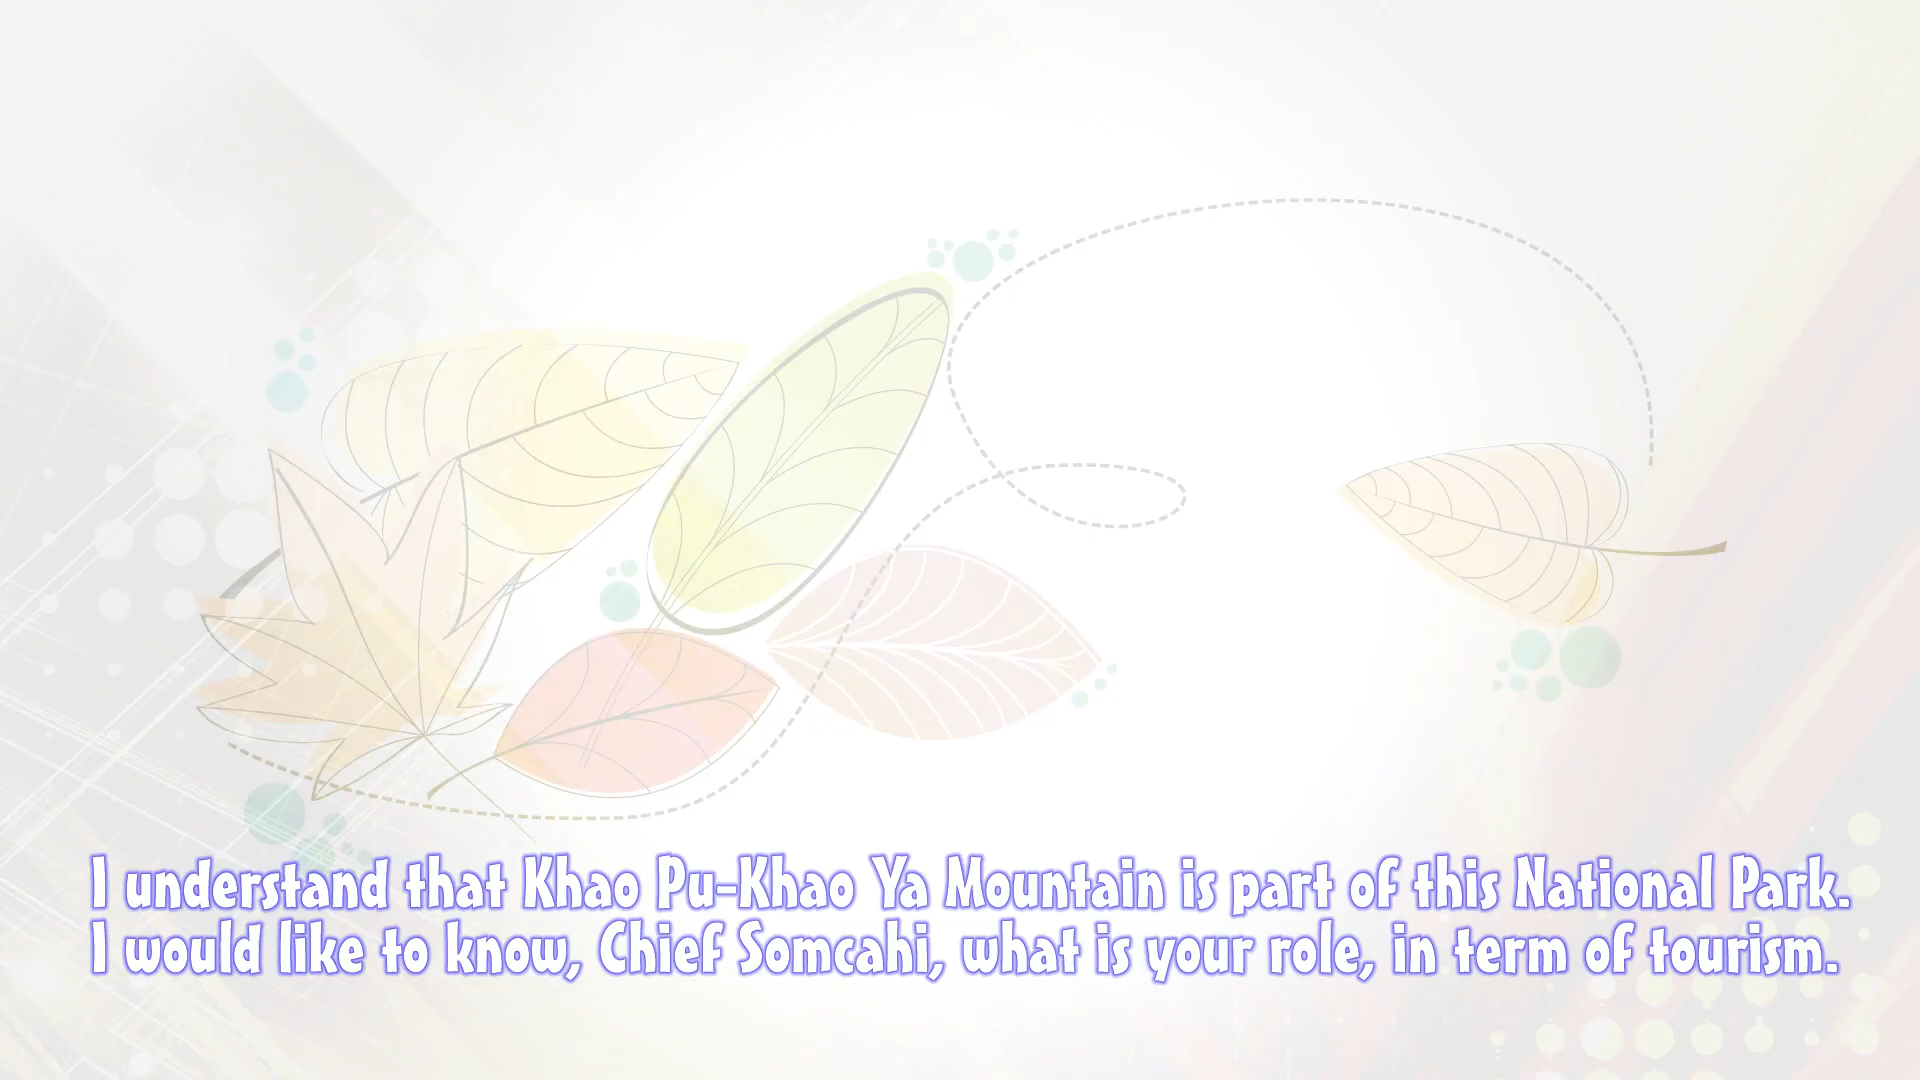 I understand that Khao Pu-Khao Ya Mountain is part of this National Park.
I would like to know, Chief Somcahi, what is your role, in term of tourism.